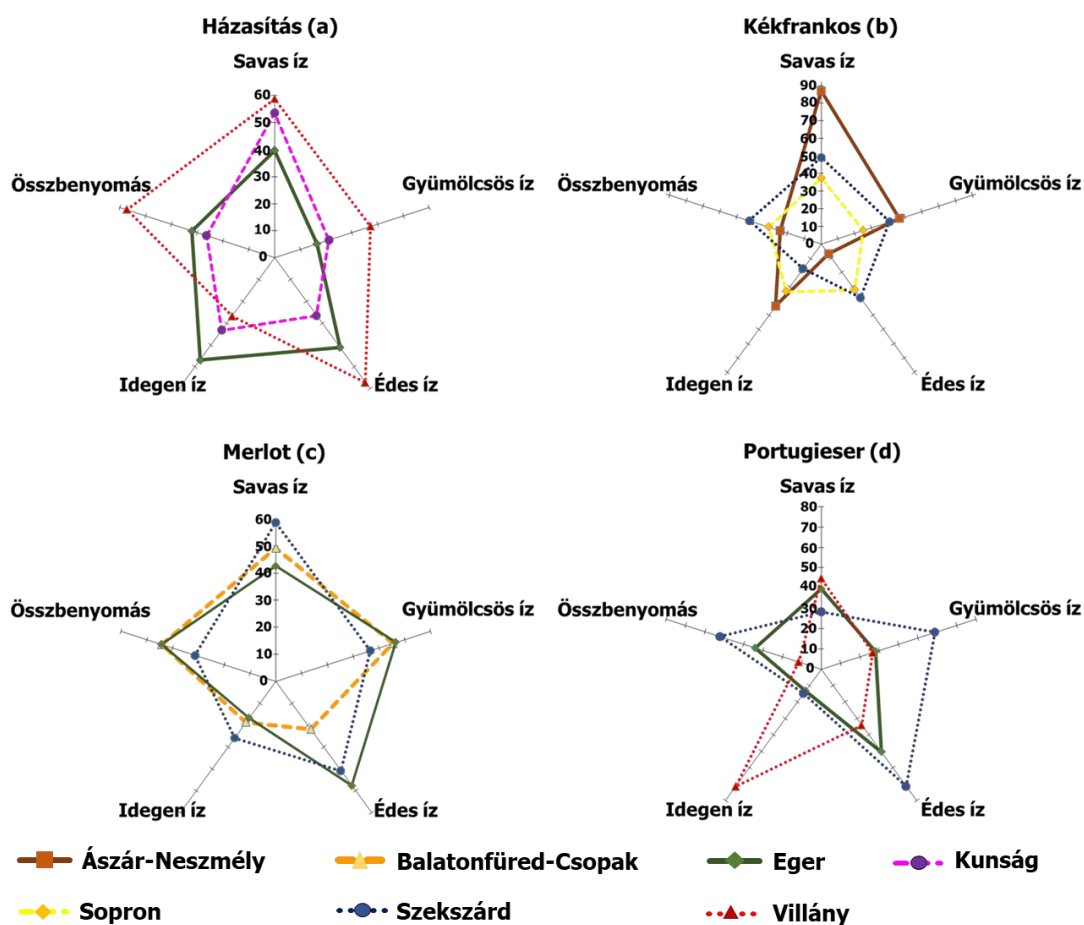 Házasítás (a)
Savas íz
60
50
40
30
20
10
0
Gyümölcsös íz
Édes íz
Idegen íz
Összbenyomás
Kékfrankos (b)
Savas íz
90
80
70
60
50
40
30
20
10
0
Gyümölcsös íz
Édes íz
Idegen íz
Összbenyomás
Merlot (c)
Savas íz
60
50
40
30
20
10
0
Gyümölcsös íz
Édes íz
Idegen íz
Összbenyomás
Portugieser (d)
Savas íz
80
70
60
50
40
30
20
10
0
Gyümölcsös íz
Édes íz
Idegen íz
Összbenyomás
Ászár-Neszmély
Balatonfüred-Csopak
Eger
Kunság
Sopron
Szekszárd
Villány